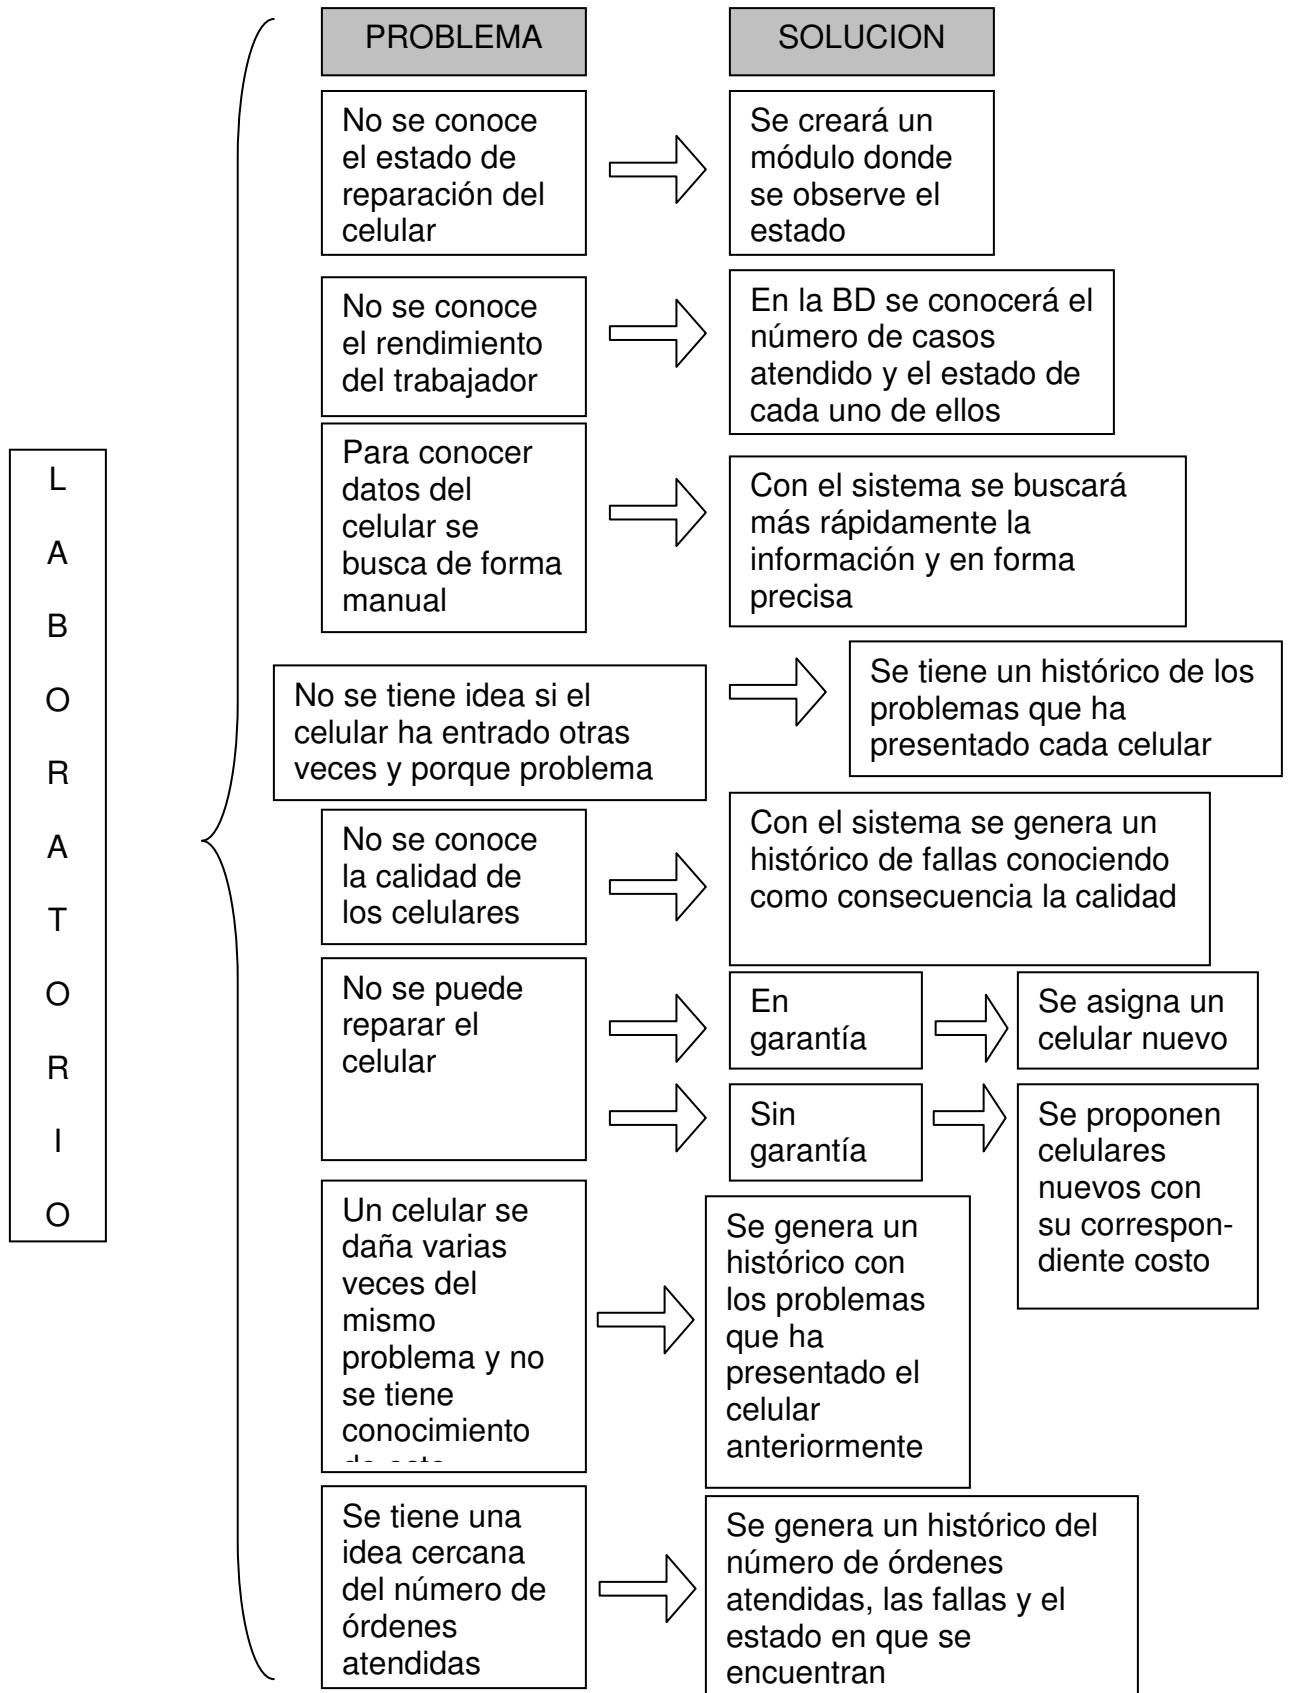 PROBLEMA
SOLUCION
No se conoce
el estado de
reparación del
celular
Se creará un
módulo donde
se observe el
estado
No se conoce
el rendimiento
del trabajador
En la BD se conocerá el
número de casos
atendido y el estado de
cada uno de ellos
Para conocer
datos del
celular se
busca de forma
manual
Con el sistema se buscará
más rápidamente la
información y en forma
precisa
No se tiene idea si el
celular ha entrado otras
veces y porque problema
Se tiene un histórico de los
problemas que ha
presentado cada celular
No se conoce
la calidad de
los celulares
Con el sistema se genera un
histórico de fallas conociendo
como consecuencia la calidad
No se puede
reparar el
celular
En
garantía
Se asigna un
celular nuevo
Sin
garantía
Se proponen
celulares
nuevos con
su correspon-
diente costo
Un celular se
daña varias
veces del
mismo
problema y no
se tiene
conocimiento
Se genera un
histórico con
los problemas
que ha
presentado el
celular
anteriormente
Se tiene una
idea cercana
del número de
órdenes
atendidas
Se genera un histórico del
número de órdenes
atendidas, las fallas y el
estado en que se
encuentran
L
A
B
O
R
A
T
O
R
I
O